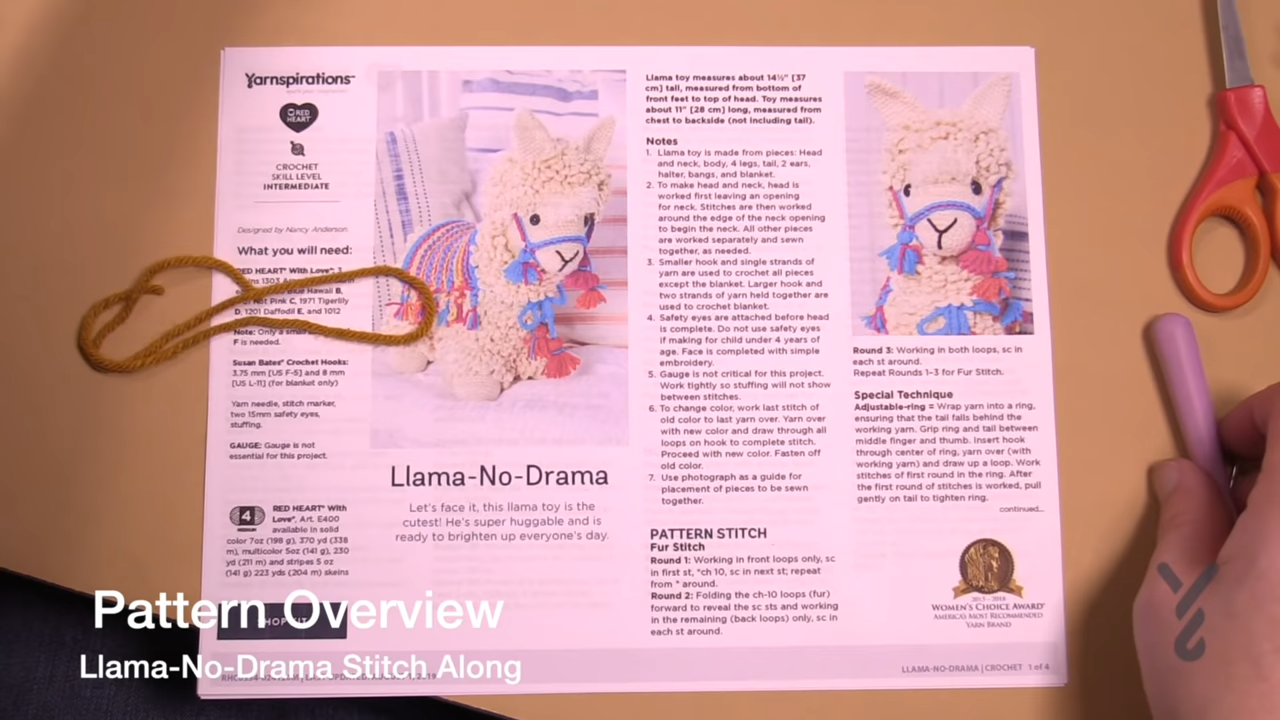 Yarnspirations™
RED
HEART
CROCHET
SKILL LEVEL
INTERMEDIATE
Designed by Nancy Anderson.
What you will need:
RED HEART® With Love®: 3
1303
Hawaii B,
Pink C, 1971 Tigerlily
D, 1201 Daffodil E, and 1012
Note: Only a
F is needed.
Susan Bates® Crochet Hooks:
3.75 mm [US F-5] and 8 mm
[US L-11] (for blanket only)
Yarn needle, stitch marker,
two 15mm safety eyes,
stuffing.
GAUGE: Gauge is not
essential for this project.
4
RED HEART® With
Love®, Art. E400
available in solid
color 7oz (198 g), 370 yd (338
m), multicolor 5oz (141 g), 230
yd (211 m) and stripes 5 oz
(141 g) 223 yds (204 m) skeins
Llama-No-Drama
Let's face it, this llama toy is the
cutest! He's super huggable and is
ready to brighten up everyone's day.
Llama toy measures about 14½" [37
cm] tall, measured from bottom of
front feet to top of head. Toy measures
about 11" [28 cm] long, measured from
chest to backside (not including tail).
Notes
1. Llama toy is made from pieces: Head
and neck, body, 4 legs, tail, 2 ears,
halter, bangs, and blanket.
2. To make head and neck, head is
worked first leaving an opening
for neck. Stitches are then worked
around the edge of the neck opening
to begin the neck. All other pieces
are worked separately and sewn
together, as needed.
3. Smaller hook and single strands of
yarn are used to crochet all pieces
except the blanket. Larger hook and
two strands of yarn held together are
used to crochet blanket.
4. Safety eyes are attached before head
is complete. Do not use safety eyes
if making for child under 4 years of
age. Face is completed with simple
embroidery.
5. Gauge is not critical for this project.
Work tightly so stuffing will not show
between stitches.
6. To change color, work last stitch of
old color to last yarn over. Yarn over
with new color and draw through all
loops on hook to complete stitch.
Proceed with new color. Fasten off
old color.
7. Use photograph as a guide for
placement of pieces to be sewn
together.
PATTERN STITCH
Fur Stitch
Round 1: Working in front loops only, sc
in first st, *ch 10, sc in next st; repeat
from * around.
Round 2: Folding the ch-10 loops (fur)
forward to reveal the sc sts and working
in the remaining (back loops) only, sc in
each st around.
Round 3: Working in both loops, sc in
each st around.
Repeat Rounds 1-3 for Fur Stitch.
Special Technique
Adjustable-ring = Wrap yarn into a ring,
ensuring that the tail falls behind the
working yarn. Grip ring and tail between
middle finger and thumb. Insert hook
through center of ring, yarn over (with
working yarn) and draw up a loop. Work
stitches of first round in the ring. After
the first round of stitches is worked, pull
gently on tail to tighten ring.
continued...
2015 - 2018
WOMEN'S CHOICE AWARD®
AMERICA'S MOST RECOMMENDED
YARN BRAND
LLAMA-NO-DRAMA | CROCHET 1 of 4
Pattern Overview
Llama-No-Drama Stitch Along